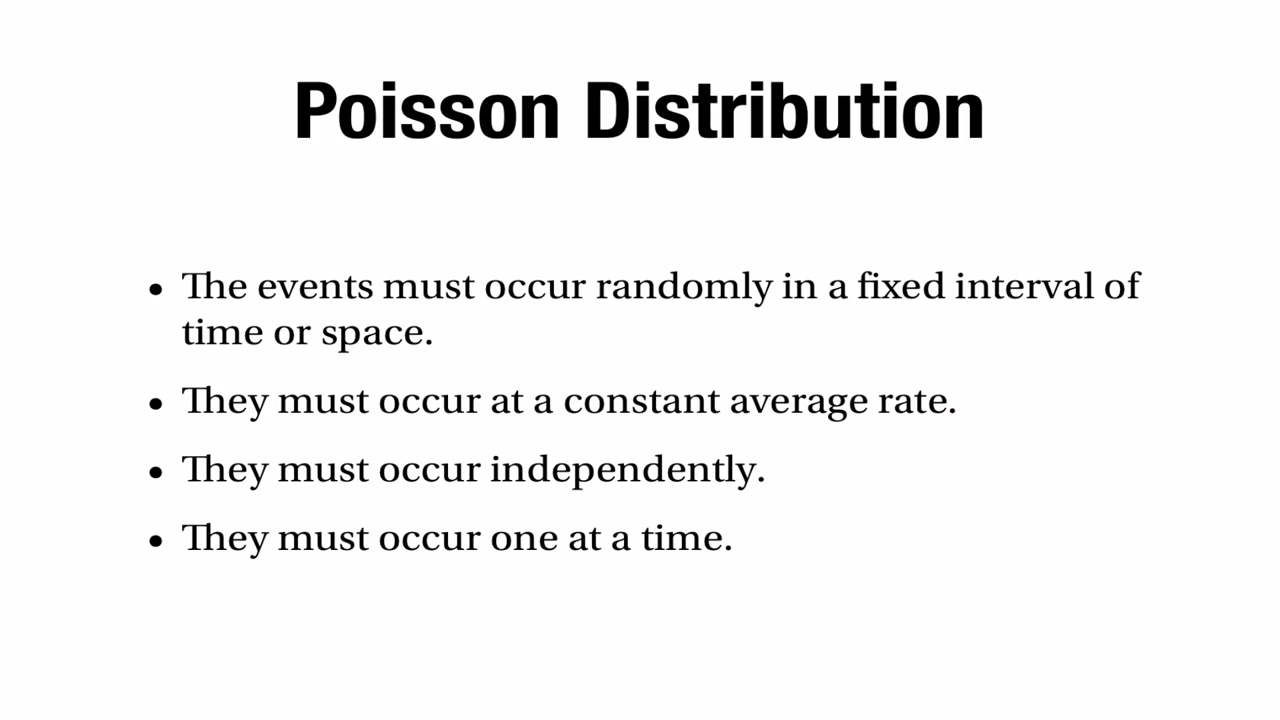 Poisson Distribution
• The events must occur randomly in a fixed interval of
time or space.
• They must occur at a constant average rate.
• They must occur independently.
• They must occur one at a time.